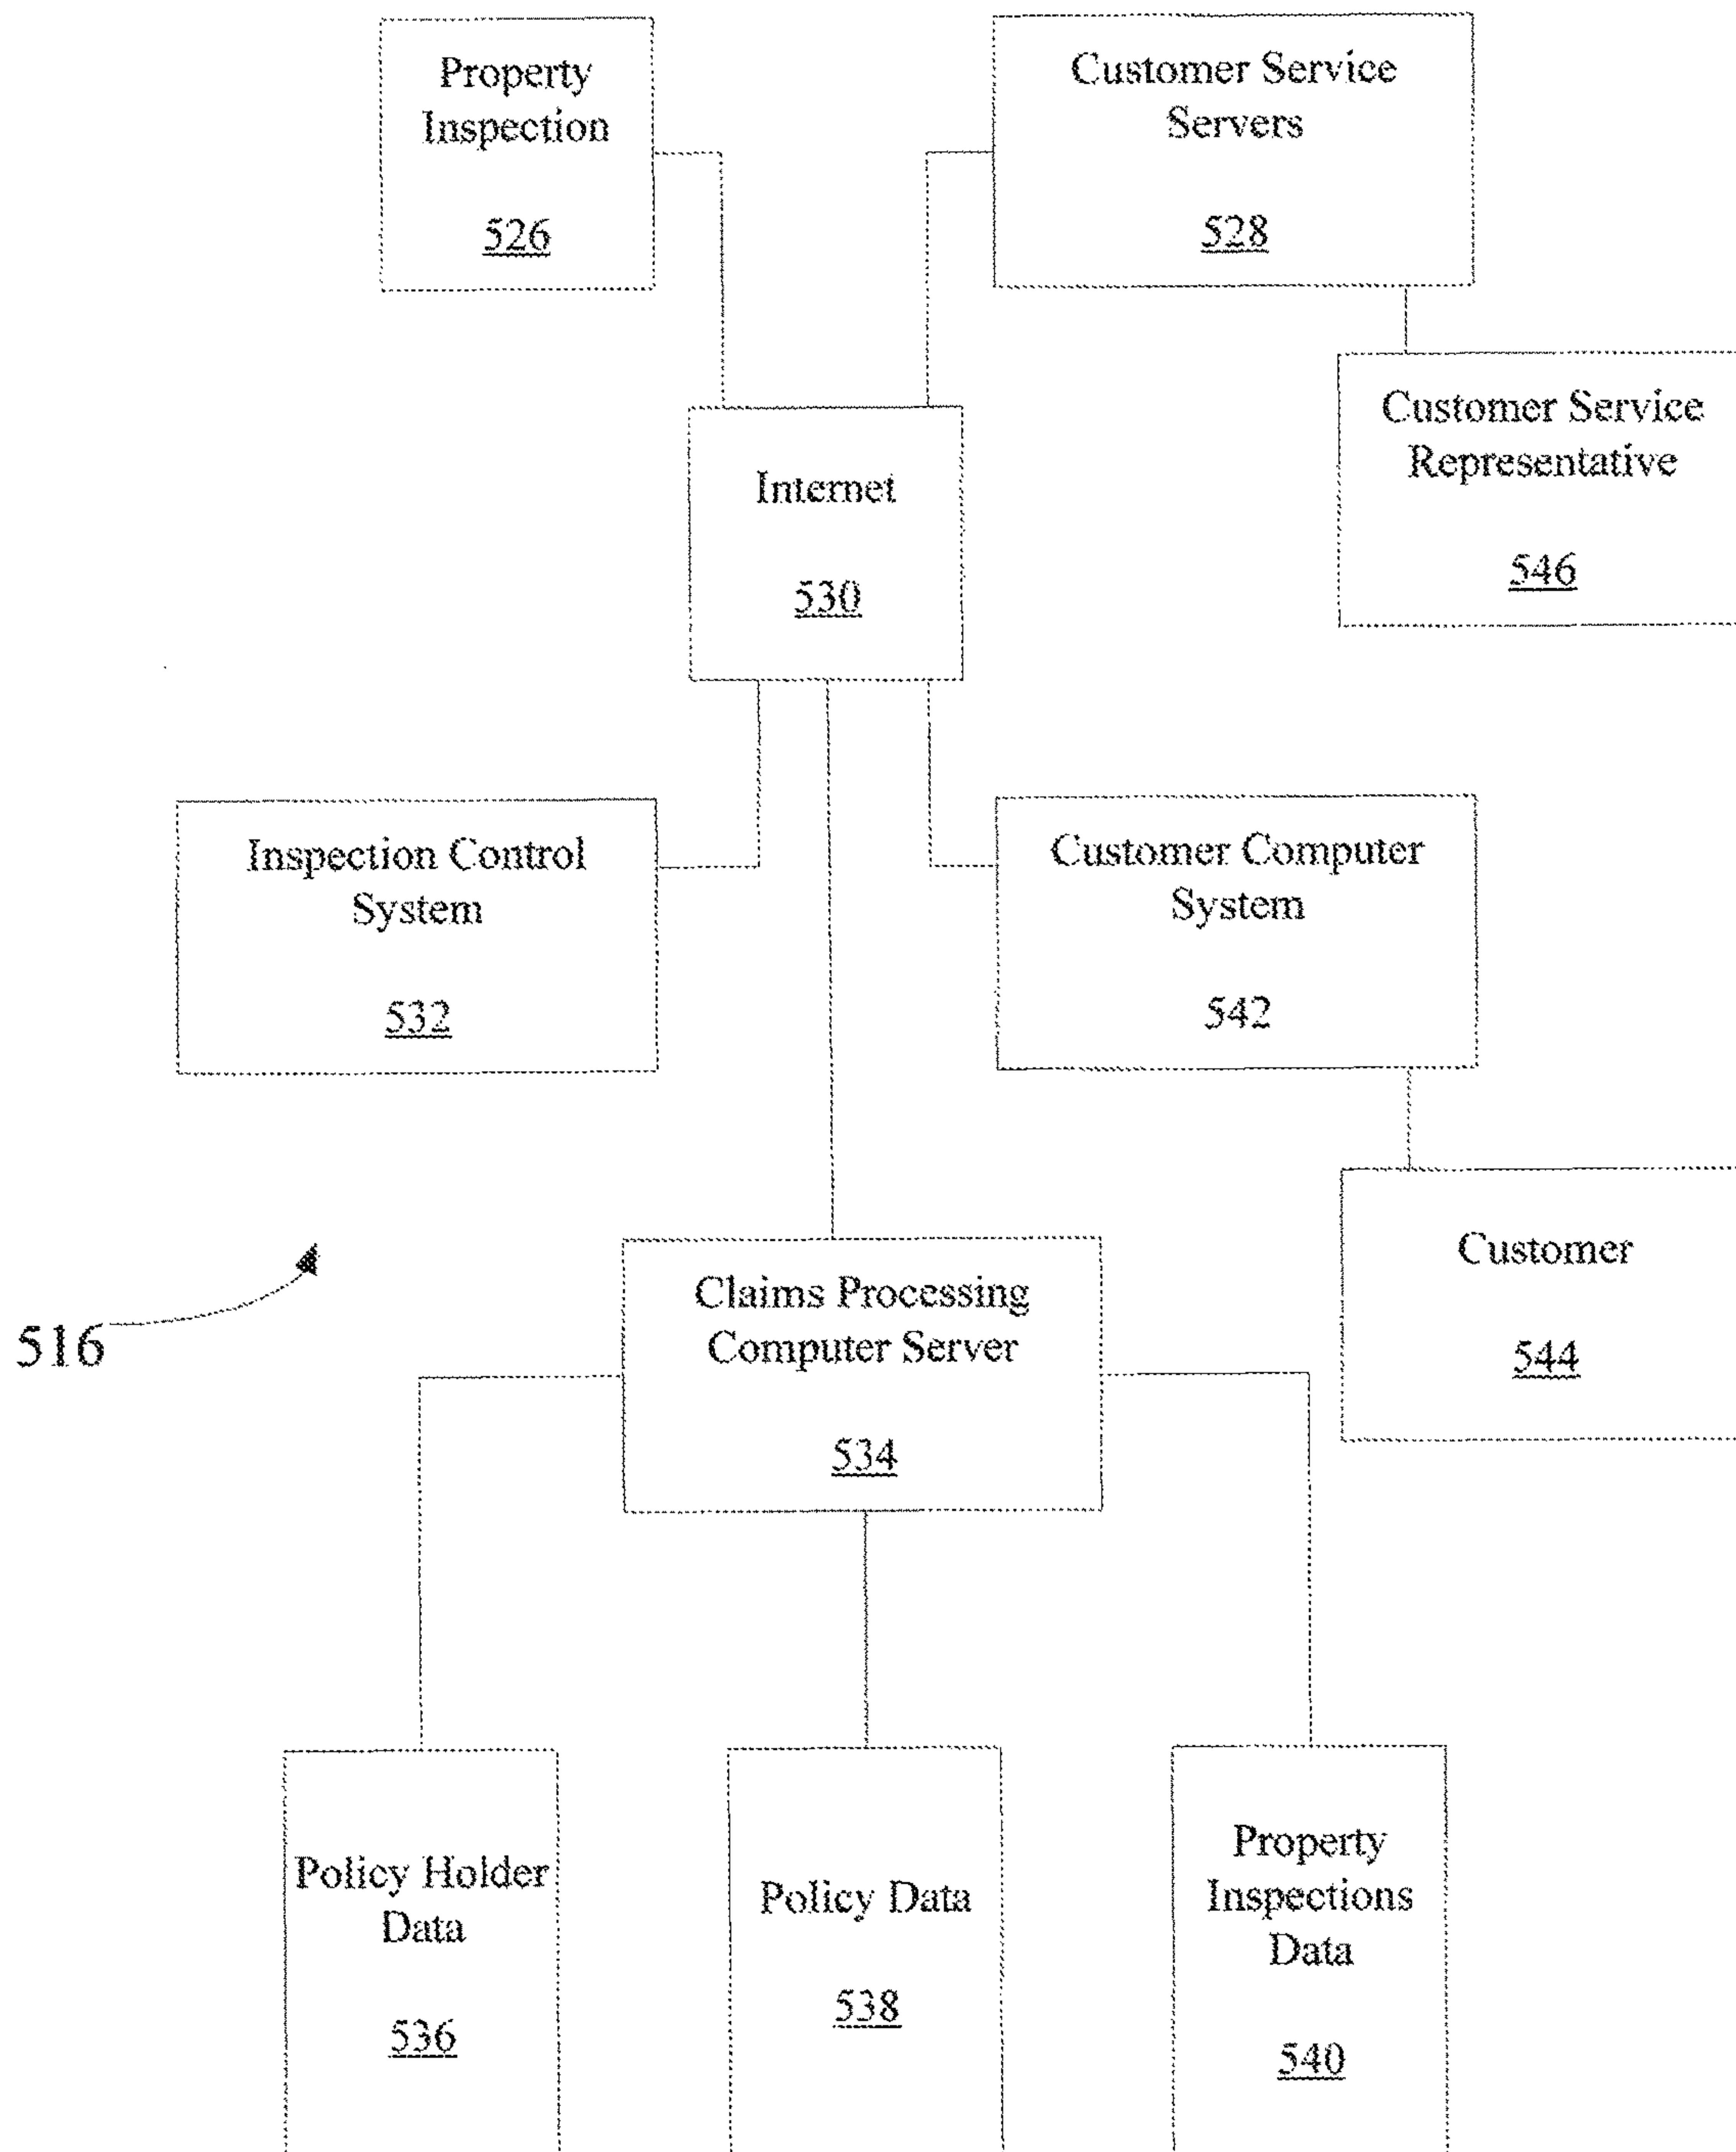 Property
Inspection
526
Customer Service
Servers
528
Customer Service
Representative
546
Internet
530
Inspection Control
System
532
Customer Computer
System
542
Customer
544
516
Claims Processing
Computer Server
534
Policy Holder
Data
536
Policy Data
538
Property
Inspections
Data
540